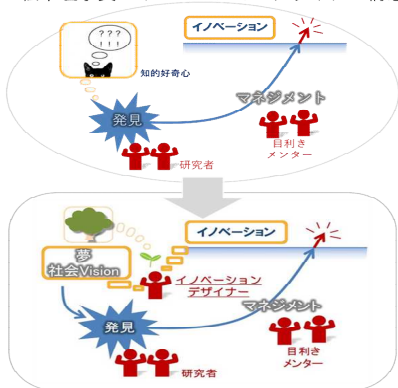 ???
!!!
イノベーション
知的好奇心
発見
マネジメント
研究者
目利き
メンター
イノベーション
夢
社会Vision
イノベーション
デザイナー
マネジメント
発見
目利き
メンター
研究者